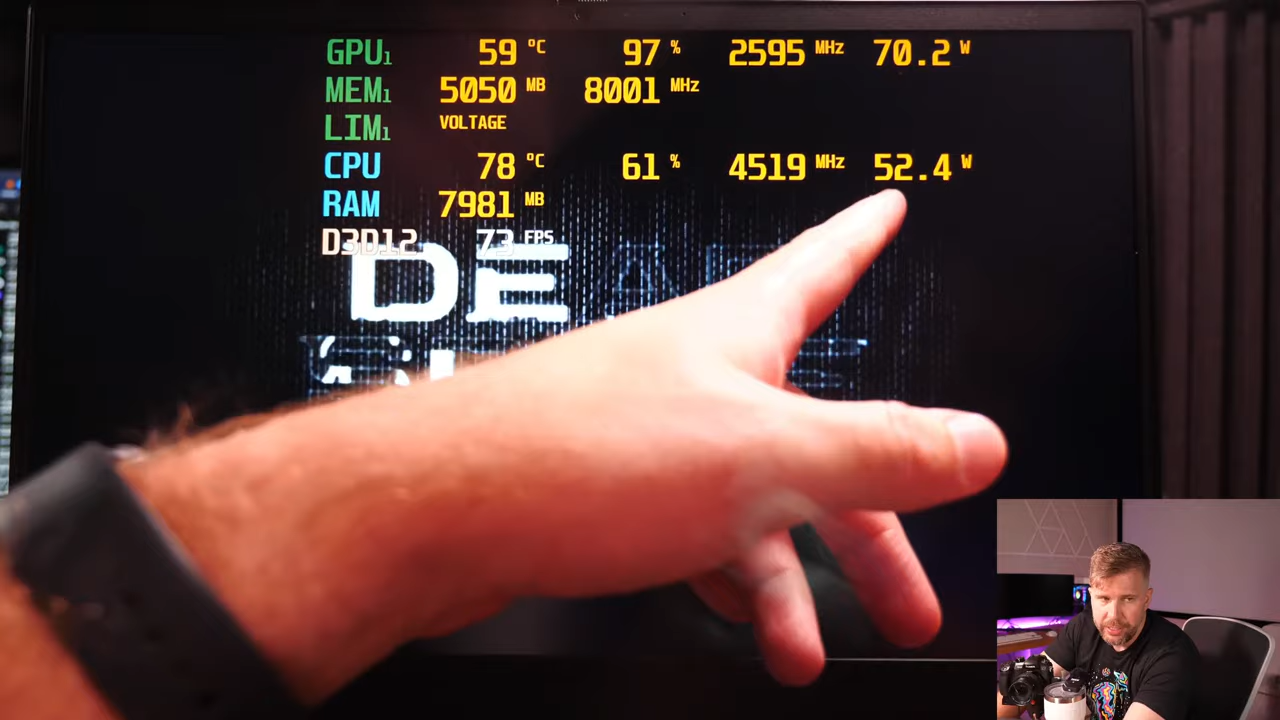 GPU1 59 °C 97 % 2595 MHz 70.2 W
MEM1 5050 MB 8001 MHz
LIM1 VOLTAGE
CPU 78 °C 61 % 4519 MHz 52.4 W
RAM 7981 MB
D3D12 73 FPS
DE